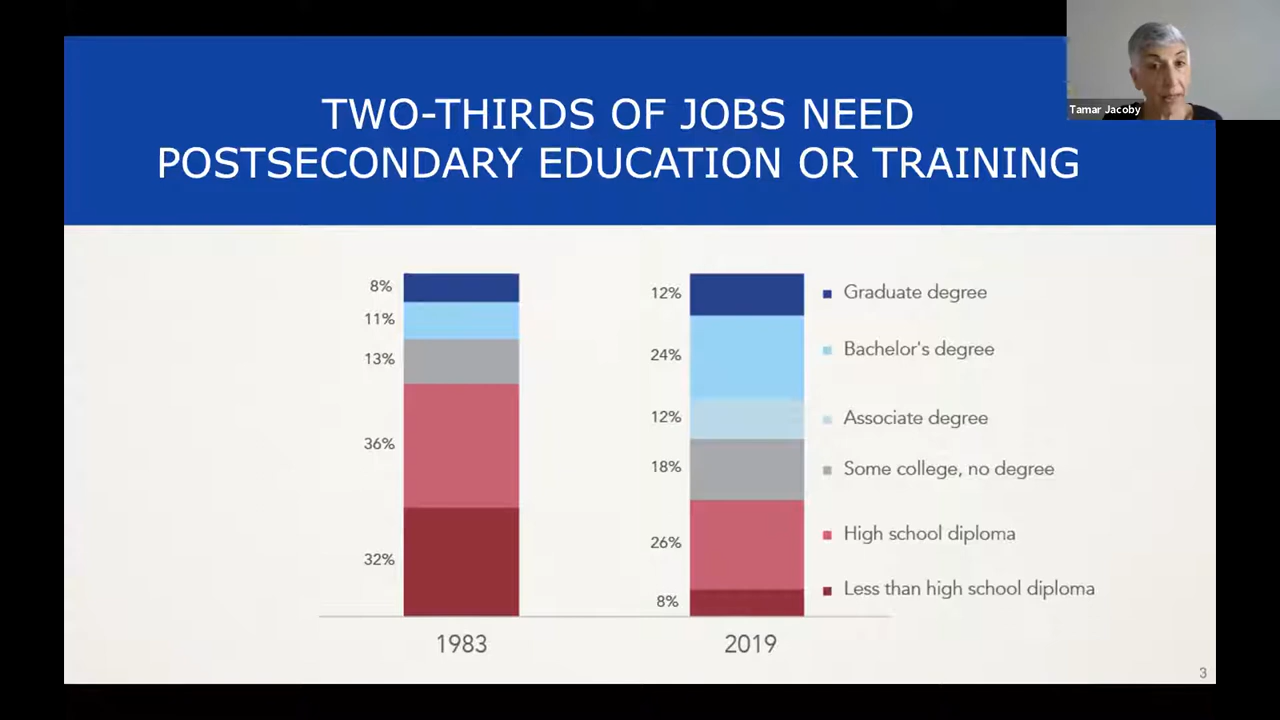 Tamar Jacoby
TWO-THIRDS OF JOBS NEED
POSTSECONDARY EDUCATION OR TRAINING
8%
11%
13%
36%
32%
1983
12%
24%
12%
18%
26%
8%
2019
Graduate degree
Bachelor's degree
Associate degree
Some college, no degree
High school diploma
Less than high school diploma
3